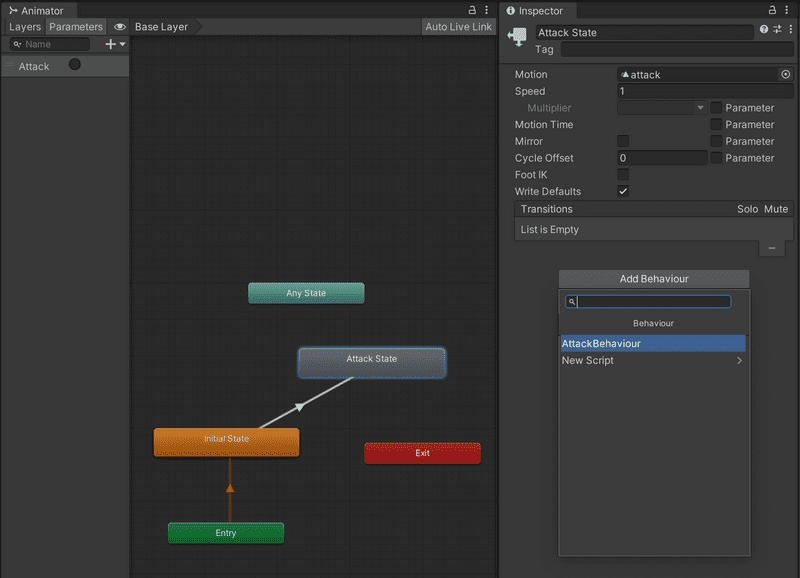 Animator
Layers Parameters Base Layer Auto Live Link
Name
Attack
Any State
Attack State
Initial State
Exit
Entry
Inspector
Attack State
Tag
Motion attack
Speed 1
Multiplier Parameter
Motion Time Parameter
Mirror Parameter
Cycle Offset 0 Parameter
Foot IK
Write Defaults
Transitions Solo Mute
List is Empty
Add Behaviour
Behaviour
AttackBehaviour
New Script